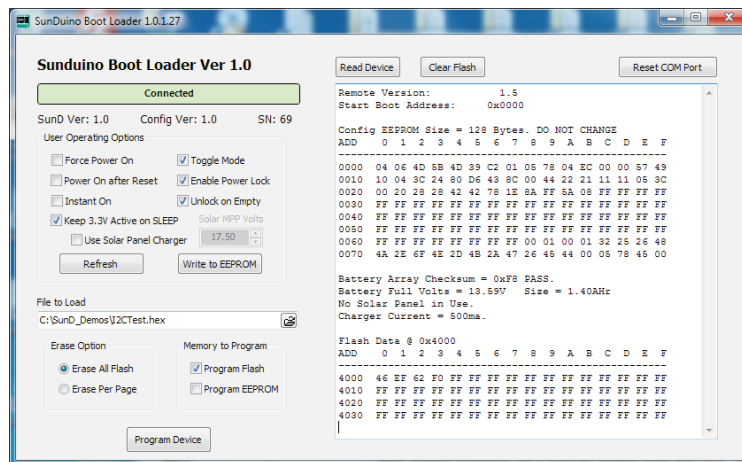 SunDuino Boot Loader 1.0.1.27
Sunduino Boot Loader Ver 1.0
Connected
SunD Ver: 1.0 Config Ver: 1.0 SN: 69
User Operating Options
Force Power On Toggle Mode
Power On after Reset Enable Power Lock
Instant On Unlock on Empty
Keep 3.3V Active on SLEEP Solar MPP Volts
Use Solar Panel Charger 17.50
Refresh Write to EEPROM
File to Load
C:\SunD_Demos\I2CTest.hex
Erase Option Memory to Program
Erase All Flash Program Flash
Erase Per Page Program EEPROM
Program Device
Read Device Clear Flash Reset COM Port
Remote Version: 1.5
Start Boot Address: 0x0000
Config EEPROM Size = 128 Bytes. DO NOT CHANGE
ADD 0 1 2 3 4 5 6 7 8 9 A B C D E F
0000 04 06 4D 5B 4D 39 C2 01 05 78 04 EC 00 00 57 49
0010 10 04 3C 24 80 D6 43 8C 00 44 22 21 11 11 05 3C
0020 00 20 28 28 42 42 78 1E 8A FF 5A 08 FF FF FF FF
0030 FF FF FF FF FF FF FF FF FF FF FF FF FF FF FF FF
0040 FF FF FF FF FF FF FF FF FF FF FF FF FF FF FF FF
0050 FF FF FF FF FF FF FF FF FF FF FF FF FF FF FF FF
0060 FF FF FF FF FF FF FF FF 00 01 00 01 32 25 26 48
0070 4A 2E 6F 4E 2D 4B 2A 47 26 45 44 00 05 78 45 00
Battery Array Checksum = 0xF8 PASS.
Battery Full Volts = 13.59V Size = 1.40AHr
No Solar Panel in Use.
Charger Current = 500ma.
Flash Data @ 0x4000
ADD 0 1 2 3 4 5 6 7 8 9 A B C D E F
4000 46 EF 62 F0 FF FF FF FF FF FF FF FF FF FF FF FF
4010 FF FF FF FF FF FF FF FF FF FF FF FF FF FF FF FF
4020 FF FF FF FF FF FF FF FF FF FF FF FF FF FF FF FF
4030 FF FF FF FF FF FF FF FF FF FF FF FF FF FF FF FF